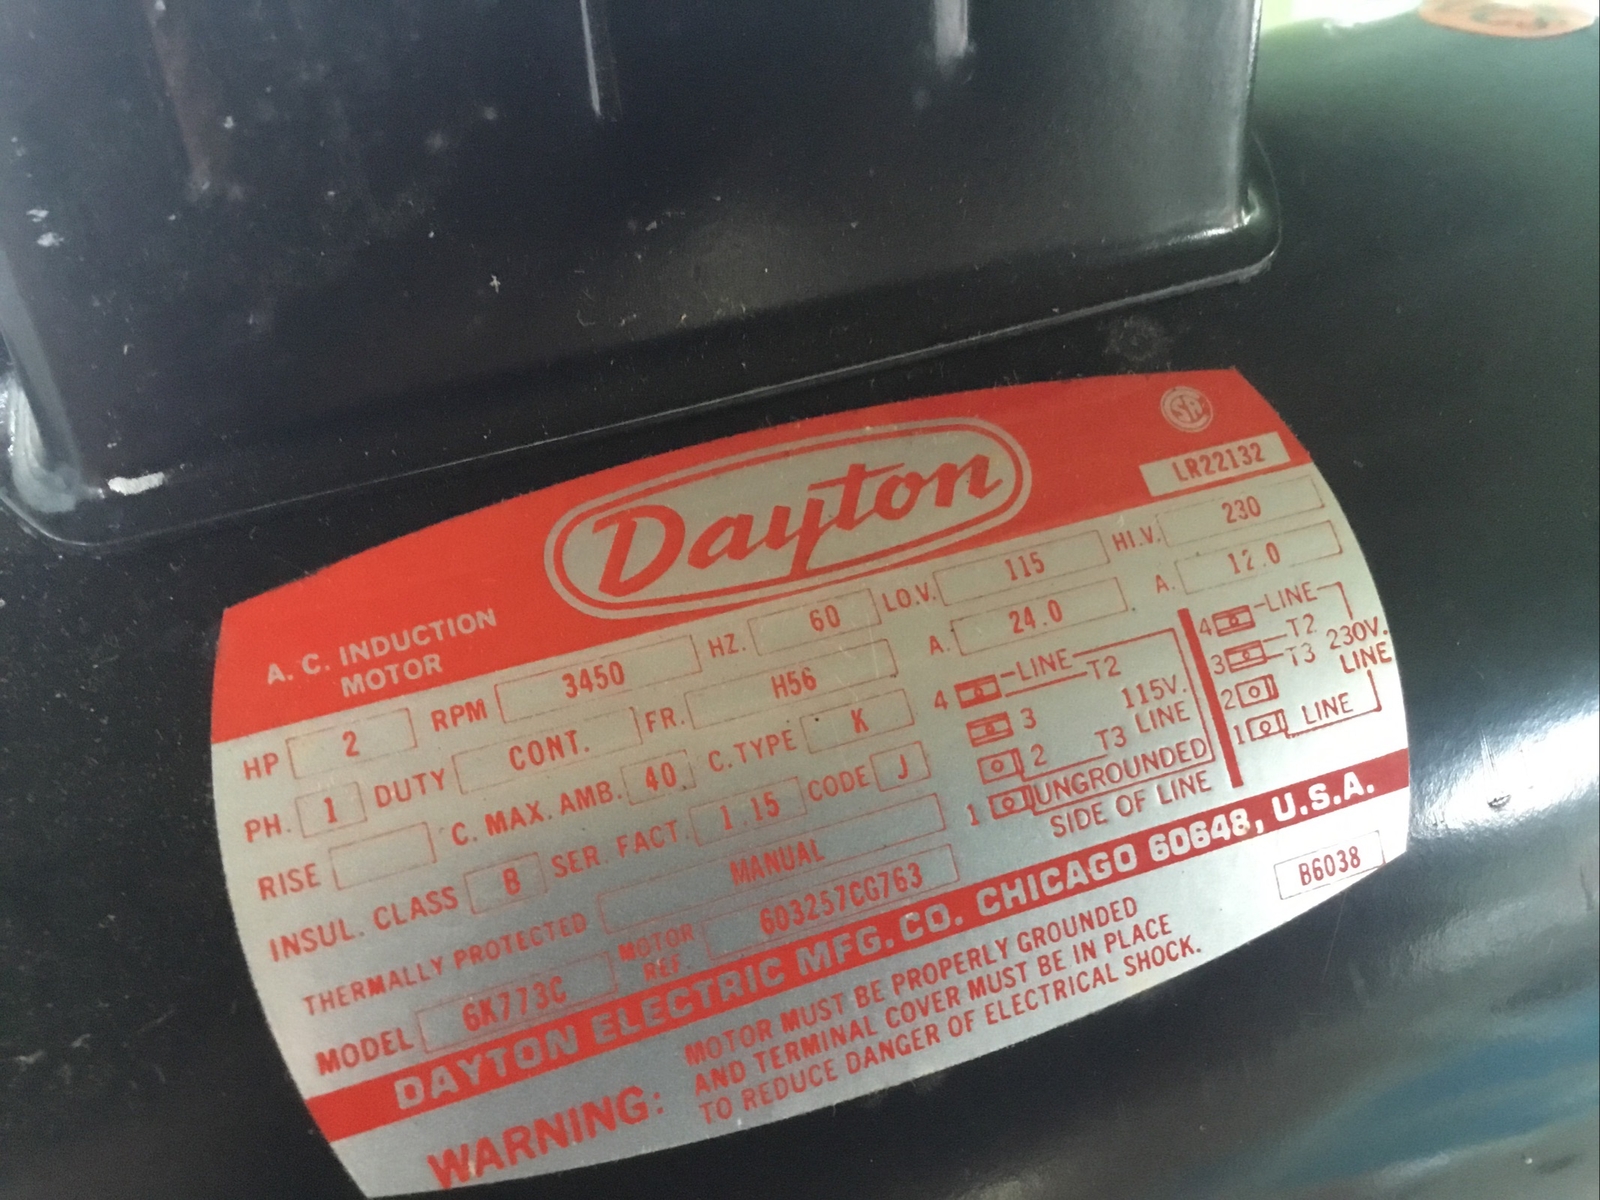 Dayton
SA
LR22132
A. C. INDUCTION
MOTOR
HP 2 RPM 3450 HZ. 60 LO.V. 115 HI.V. 230
PH. 1 DUTY CONT. FR. H56 A. 24.0 A. 12.0
RISE C. MAX. AMB. 40 C. TYPE K
INSUL. CLASS B SER. FACT. 1.15 CODE J
THERMALLY PROTECTED MANUAL
MODEL 6K773C MOTOR REF. 603257CG763
4 LINE
T2
3 115V.
2 T3 LINE
1 UNGROUNDED
SIDE OF LINE
4 LINE
T2
3 T3 230V.
2 LINE
1 LINE
DAYTON ELECTRIC MFG. CO. CHICAGO 60648, U.S.A.
B6038
WARNING: MOTOR MUST BE PROPERLY GROUNDED
AND TERMINAL COVER MUST BE IN PLACE
TO REDUCE DANGER OF ELECTRICAL SHOCK.